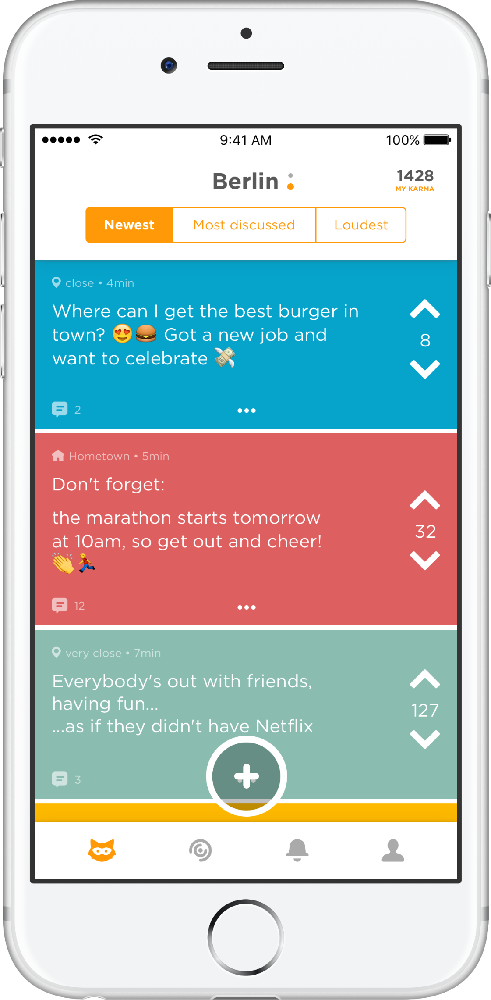 9:41 AM
100%
Berlin
1428
MY KARMA
Newest
Most discussed
Loudest
close • 4min
Where can I get the best burger in
town? 😍🍔 Got a new job and
want to celebrate 💸
8
2
Hometown • 5min
Don't forget:
the marathon starts tomorrow
at 10am, so get out and cheer!
👏🏃
32
12
very close • 7min
Everybody's out with friends,
having fun...
...as if they didn't have Netflix
127
3